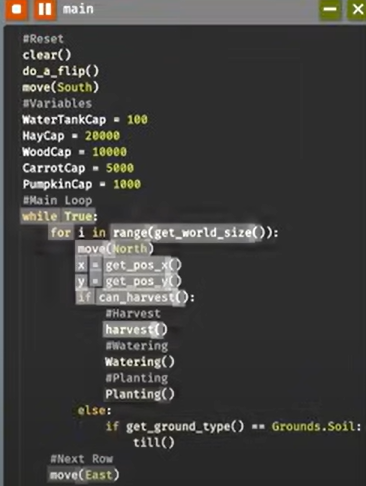 main
#Reset
clear()
do_a_flip()
move(South)
#Variables
WaterTankCap = 100
HayCap = 20000
WoodCap = 10000
CarrotCap = 5000
PumpkinCap = 1000
#Main Loop
while True:
    for i in range(get_world_size()):
        move(North)
        x = get_pos_x()
        y = get_pos_y()
        if can_harvest():
            #Harvest
            harvest()
            #Watering
            Watering()
            #Planting
            Planting()
        else:
            if get_ground_type() == Grounds.Soil:
                till()
    #Next Row
    move(East)